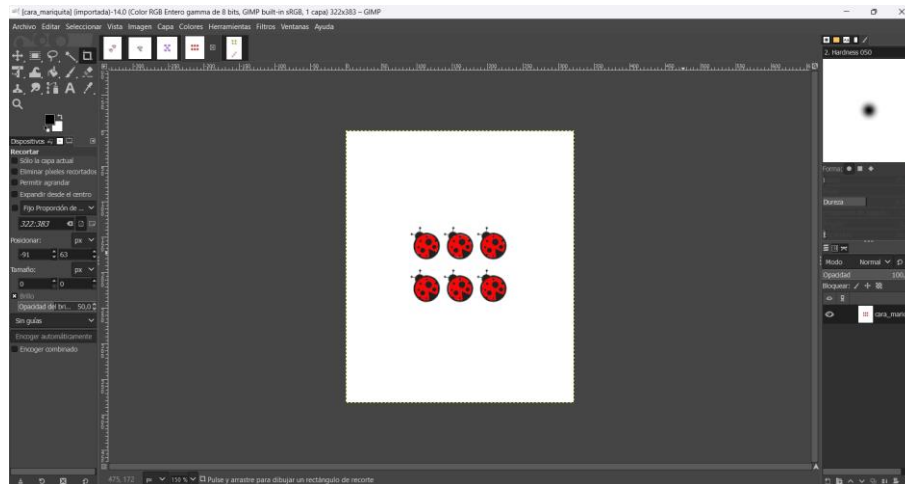 [cara_mariquita] (importada)-14.0 (Color RGB Entero gamma de 8 bits, GIMP built-in sRGB, 1 capa) 322x383 – GIMP
Archivo Editar Seleccionar Vista Imagen Capa Colores Herramientas Filtros Ventanas Ayuda
2. Hardness 050
Dispositivos
Recortar
Sólo la capa actual
Eliminar píxeles recortados
Permitir agrandar
Expandir desde el centro
Fijo Proporción de ...
322:383
Posicionar: px
-91 63
Tamaño: px
0 0
Brillo
Opacidad del bri... 50,0
Sin guías
Encoger automáticamente
Encoger combinado
Forma:
Dureza
Modo Normal
Opacidad 100,
Bloquear:
cara_mari
475, 172 px 150 % Pulse y arrastre para dibujar un rectángulo de recorte